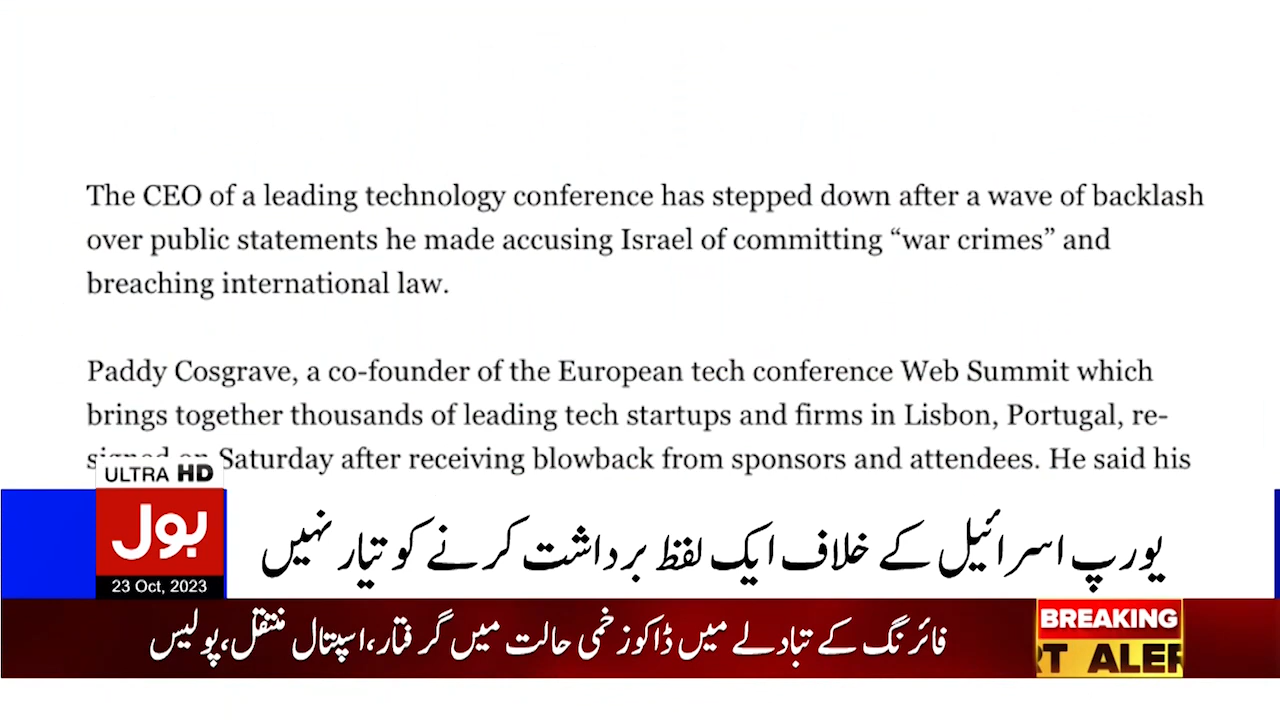 The CEO of a leading technology conference has stepped down after a wave of backlash
over public statements he made accusing Israel of committing “war crimes” and
breaching international law.
Paddy Cosgrave, a co-founder of the European tech conference Web Summit which
brings together thousands of leading tech startups and firms in Lisbon, Portugal, re-
Saturday after receiving blowback from sponsors and attendees. He said his
ULTRA HD
بول
23 Oct, 2023
یورپ اسرائیل کے خلاف ایک لفظ برداشت کرنے کو تیار نہیں
BREAKING
فائرنگ کے تبادلے میں ڈاکو زخمی حالت میں گرفتار،اسپتال منتقل،پولیس